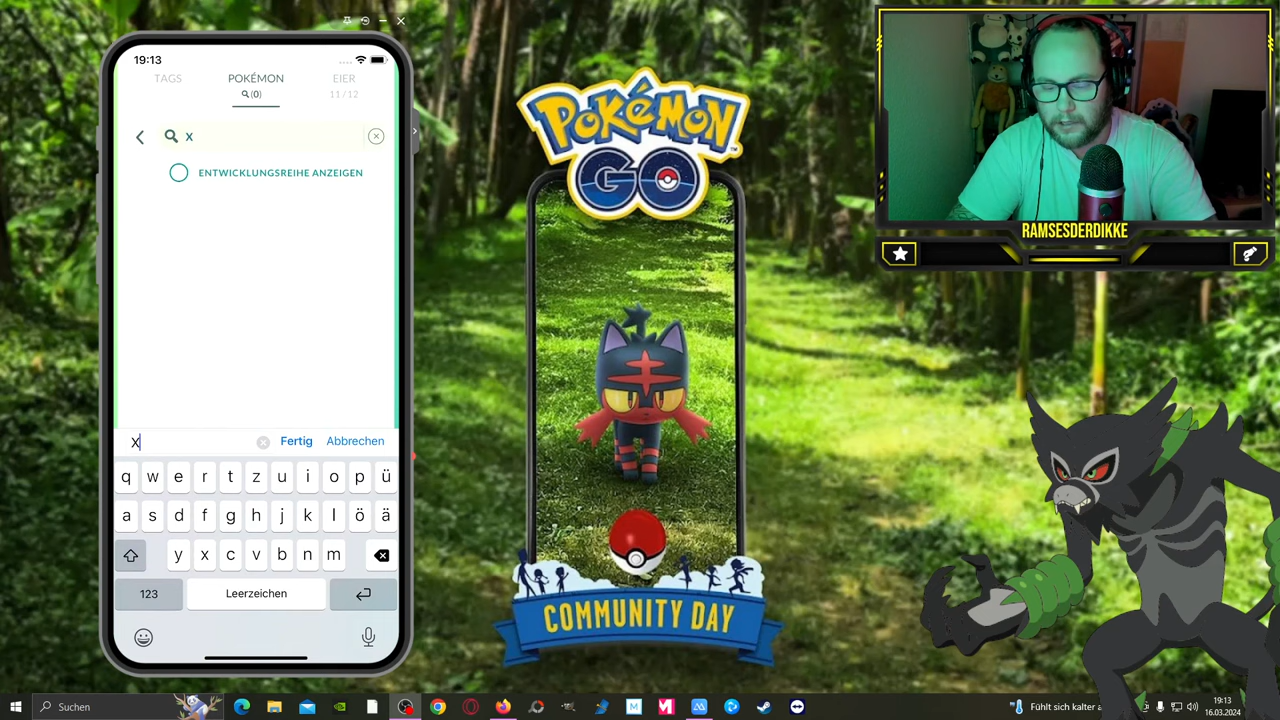 19:13
TAGS
POKÉMON
(0)
EIER
11 / 12
X
ENTWICKLUNGSREIHE ANZEIGEN
X
Fertig
Abbrechen
q w e r t z u i o p ü
a s d f g h j k l ö ä
y x c v b n m
123
Leerzeichen
POKÉMON
GO
COMMUNITY DAY
RAMSESDERDIKKE
Suchen
Fühlt sich kalter a
19:13
16.03.2024